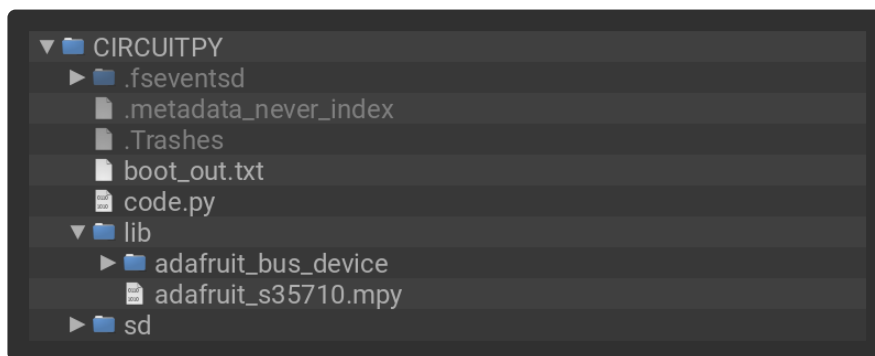 CIRCUITPY
.fseventsd
.metadata_never_index
.Trashes
boot_out.txt
code.py
lib
adafruit_bus_device
adafruit_s35710.mpy
sd